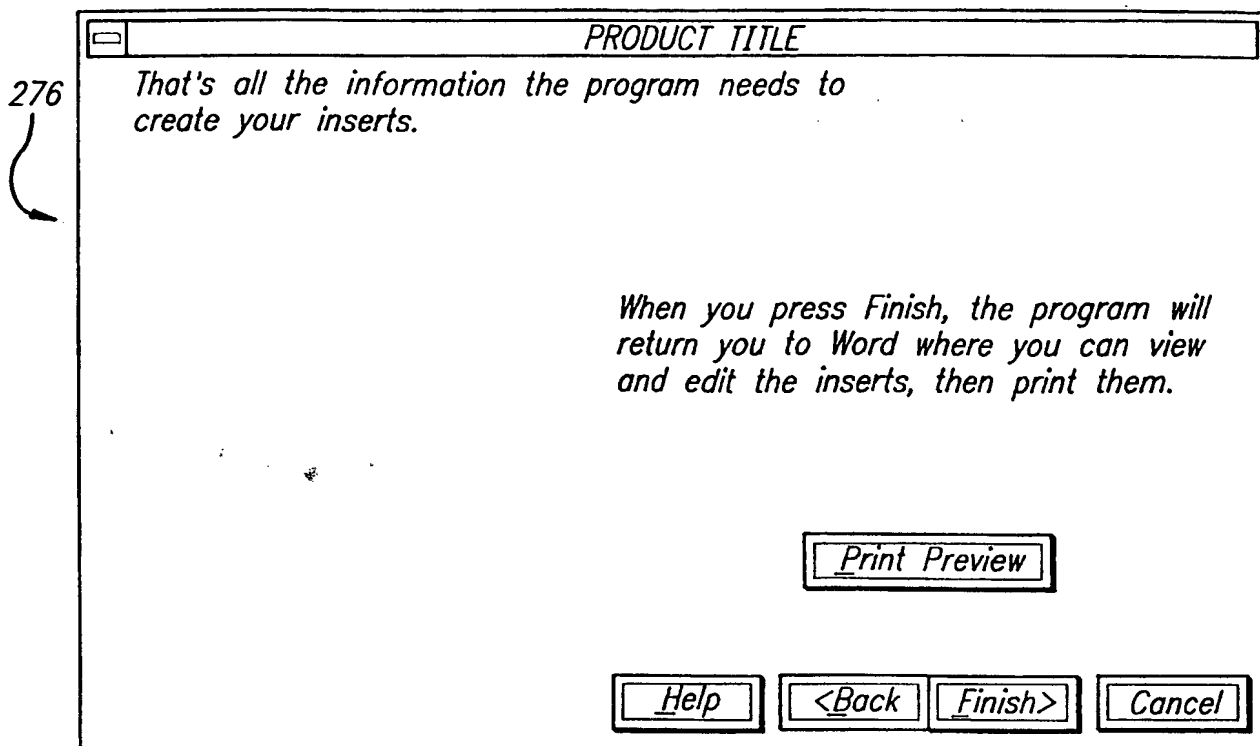 PRODUCT TITLE
276
That's all the information the program needs to
create your inserts.
When you press Finish, the program will
return you to Word where you can view
and edit the inserts, then print them.
Print Preview
Help <Back Finish> Cancel